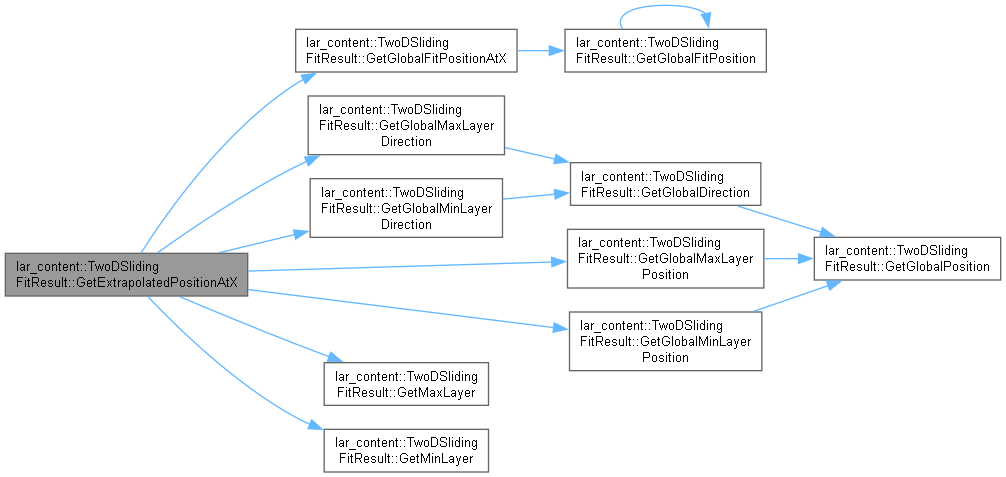 lar_content::TwoDSliding
FitResult::GetGlobalFitPositionAtX
lar_content::TwoDSliding
FitResult::GetGlobalFitPosition
lar_content::TwoDSliding
FitResult::GetGlobalMaxLayer
Direction
lar_content::TwoDSliding
FitResult::GetGlobalDirection
lar_content::TwoDSliding
FitResult::GetGlobalMinLayer
Direction
lar_content::TwoDSliding
FitResult::GetGlobalMaxLayer
Position
lar_content::TwoDSliding
FitResult::GetGlobalPosition
lar_content::TwoDSliding
FitResult::GetExtrapolatedPositionAtX
lar_content::TwoDSliding
FitResult::GetGlobalMinLayer
Position
lar_content::TwoDSliding
FitResult::GetMaxLayer
lar_content::TwoDSliding
FitResult::GetMinLayer